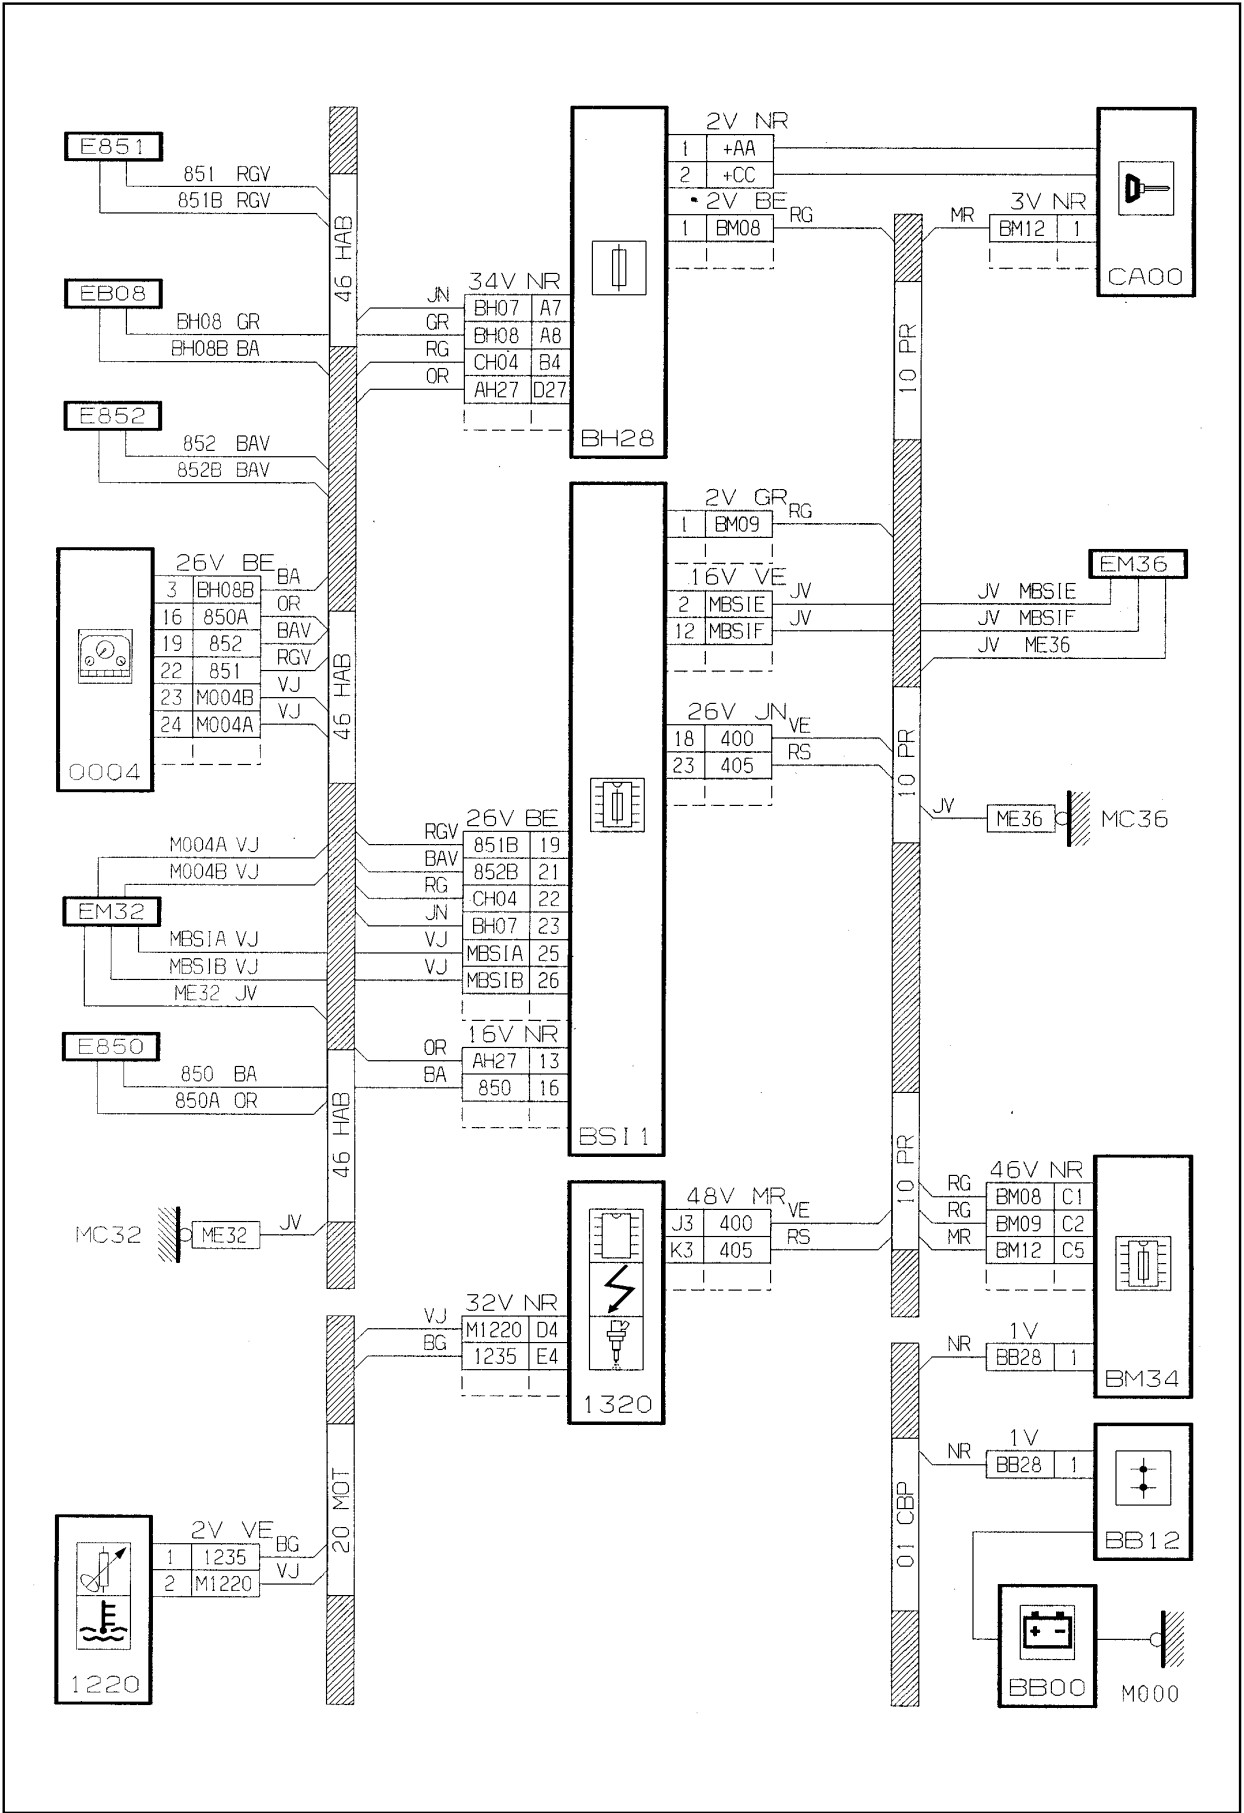 E851
851 RGV
851B RGV
46 HAB
EB08
BH08 GR
BH08B BA
E852
852 BAV
852B BAV
34V NR
JN BH07 A7
GR BH08 A8
RG CH04 B4
OR AH27 D27
BH28
2V NR
1 +AA
2 +CC
2V BE
1 BM08 RG
10 PR
3V NR
MR BM12 1
CA00
26V BE
3 BH08B BA
16 850A OR
19 852 BAV
22 851 RGV
23 M004B VJ
24 M004A VJ
0004
46 HAB
2V GR
1 BM09 RG
16V VE
2 MBSIE JV
12 MBSIF JV
EM36
JV MBSIE
JV MBSIF
JV ME36
26V JN
18 400 VE
23 405 RS
10 PR
JV ME36 MC36
M004A VJ
M004B VJ
EM32
MBSIA VJ
MBSIB VJ
ME32 JV
26V BE
RGV 851B 19
BAV 852B 21
RG CH04 22
JN BH07 23
VJ MBSIA 25
VJ MBSIB 26
16V NR
OR AH27 13
BA 850 16
BSI1
E850
850 BA
850A OR
46 HAB
MC32 ME32 JV
48V MR
J3 400 VE
K3 405 RS
32V NR
VJ M1220 D4
BG 1235 E4
1320
10 PR
46V NR
RG BM08 C1
RG BM09 C2
MR BM12 C5
1V
NR BB28 1
BM34
1V
NR BB28 1
BB12
01 CBP
20 MOT
2V VE
1 1235 BG
2 M1220 VJ
1220
BB00
M000